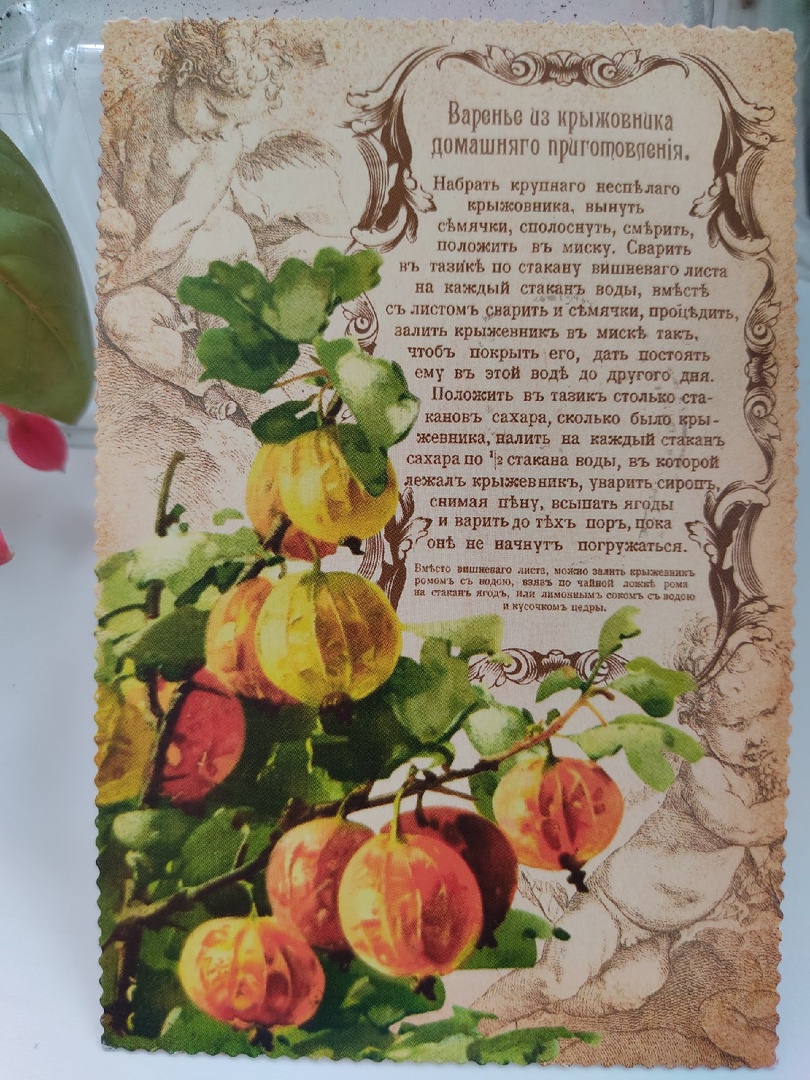 Варенье из крыжовника
домашняго приготовленія.
Набрать крупнаго неспѣлаго
крыжовника, вынуть
сѣмячки, сполоснуть, смѣрить,
положить въ миску. Сварить
въ тазикѣ по стакану вишневаго листа
на каждый стаканъ воды, вмѣстѣ
съ листомъ сварить и сѣмячки, процѣдить,
залить крыжевникъ въ мискѣ такъ,
чтобъ покрыть его, дать постоять
ему въ этой водѣ до другого дня.
Положить въ тазикъ столько ста-
кановъ сахара, сколько было кры-
жевника, налить на каждый стаканъ
сахара по 1/2 стакана воды, въ которой
лежалъ крыжевникъ, уварить сиропъ,
снимая пѣну, всыпать ягоды
и варить до тѣхъ поръ, пока
онѣ не начнутъ погружаться.
Вмѣсто вишневаго листа, можно залить крыжевникъ
ромомъ съ водою, взявъ по чайной ложкѣ рома
на стаканъ ягодъ, или лимоннымъ сокомъ съ водою
и кусочкомъ цедры.